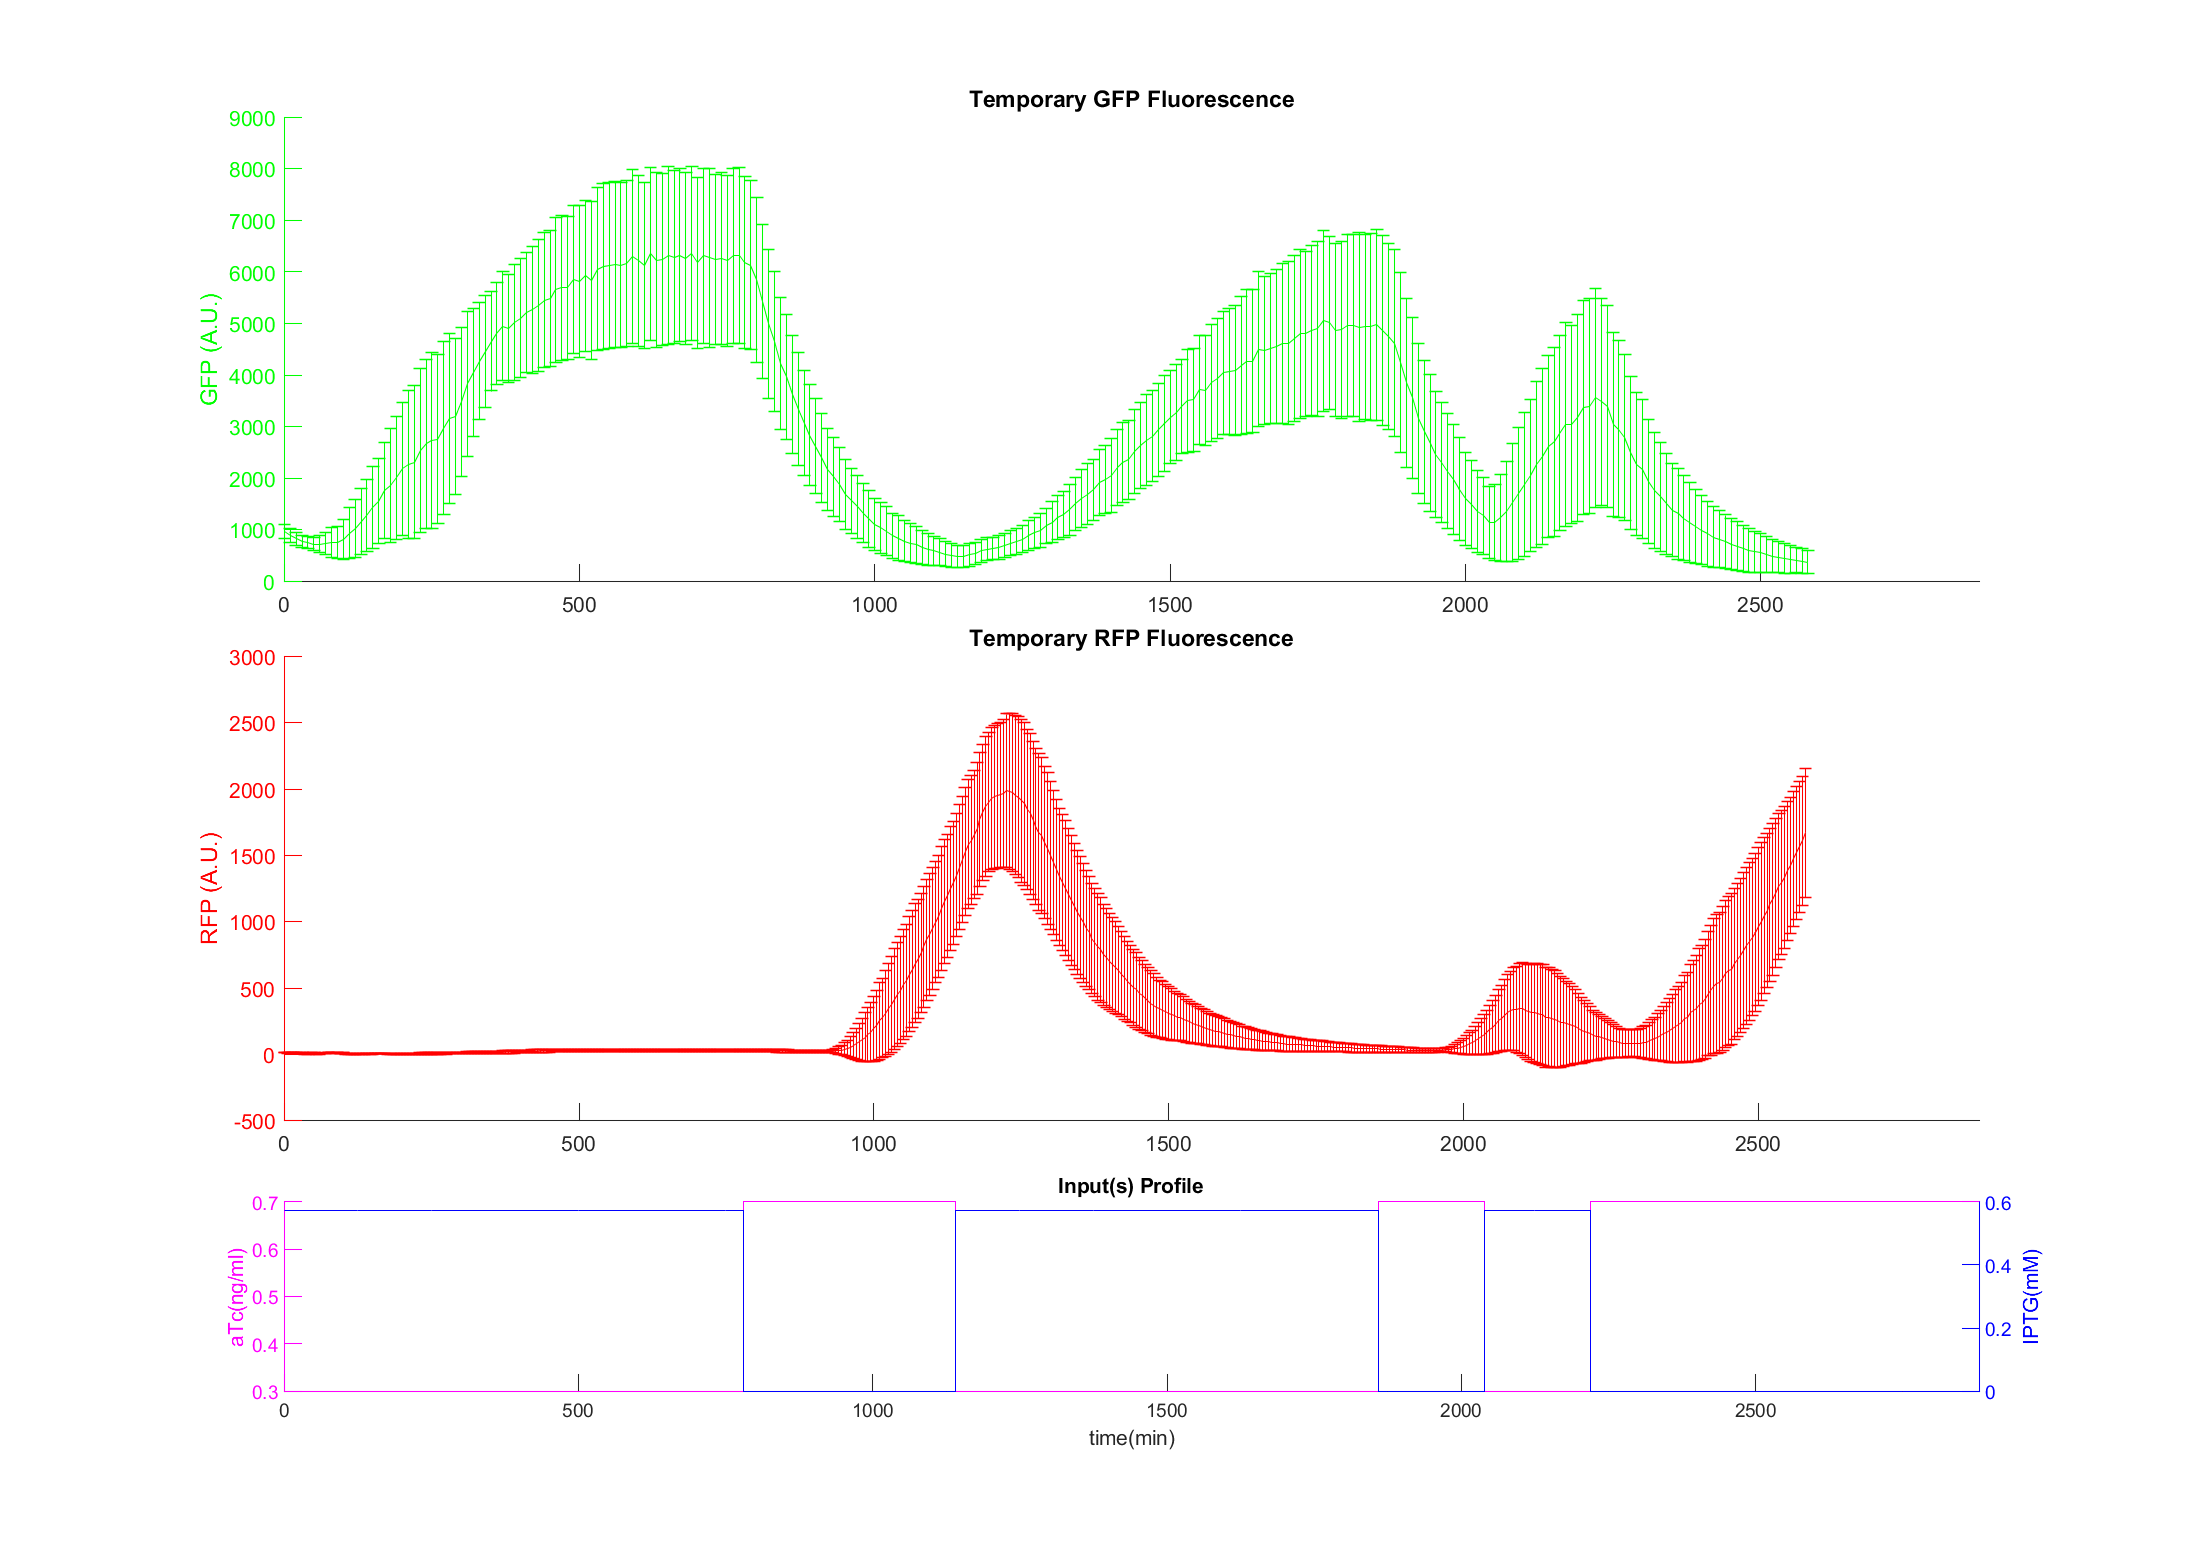 Temporary GFP Fluorescence
9000
8000
7000
6000
5000
4000
3000
2000
1000
0
GFP (A.U.)
0 500 1000 1500 2000 2500
Temporary RFP Fluorescence
3000
2500
2000
1500
1000
500
0
-500
RFP (A.U.)
0 500 1000 1500 2000 2500
Input(s) Profile
0.7
0.6
0.5
0.4
0.3
aTc(ng/ml)
0.6
0.4
0.2
0
IPTG(mM)
0 500 1000 1500 2000 2500
time(min)